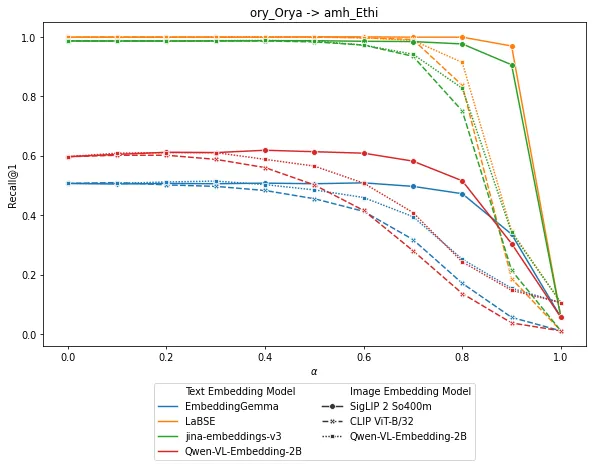 ory_Orya -> amh_Ethi
Recall@1
1.0
0.8
0.6
0.4
0.2
0.0
0.0 0.2 0.4 0.6 0.8 1.0
α
Text Embedding Model Image Embedding Model
EmbeddingGemma SigLIP 2 So400m
LaBSE CLIP ViT-B/32
jina-embeddings-v3 Qwen-VL-Embedding-2B
Qwen-VL-Embedding-2B